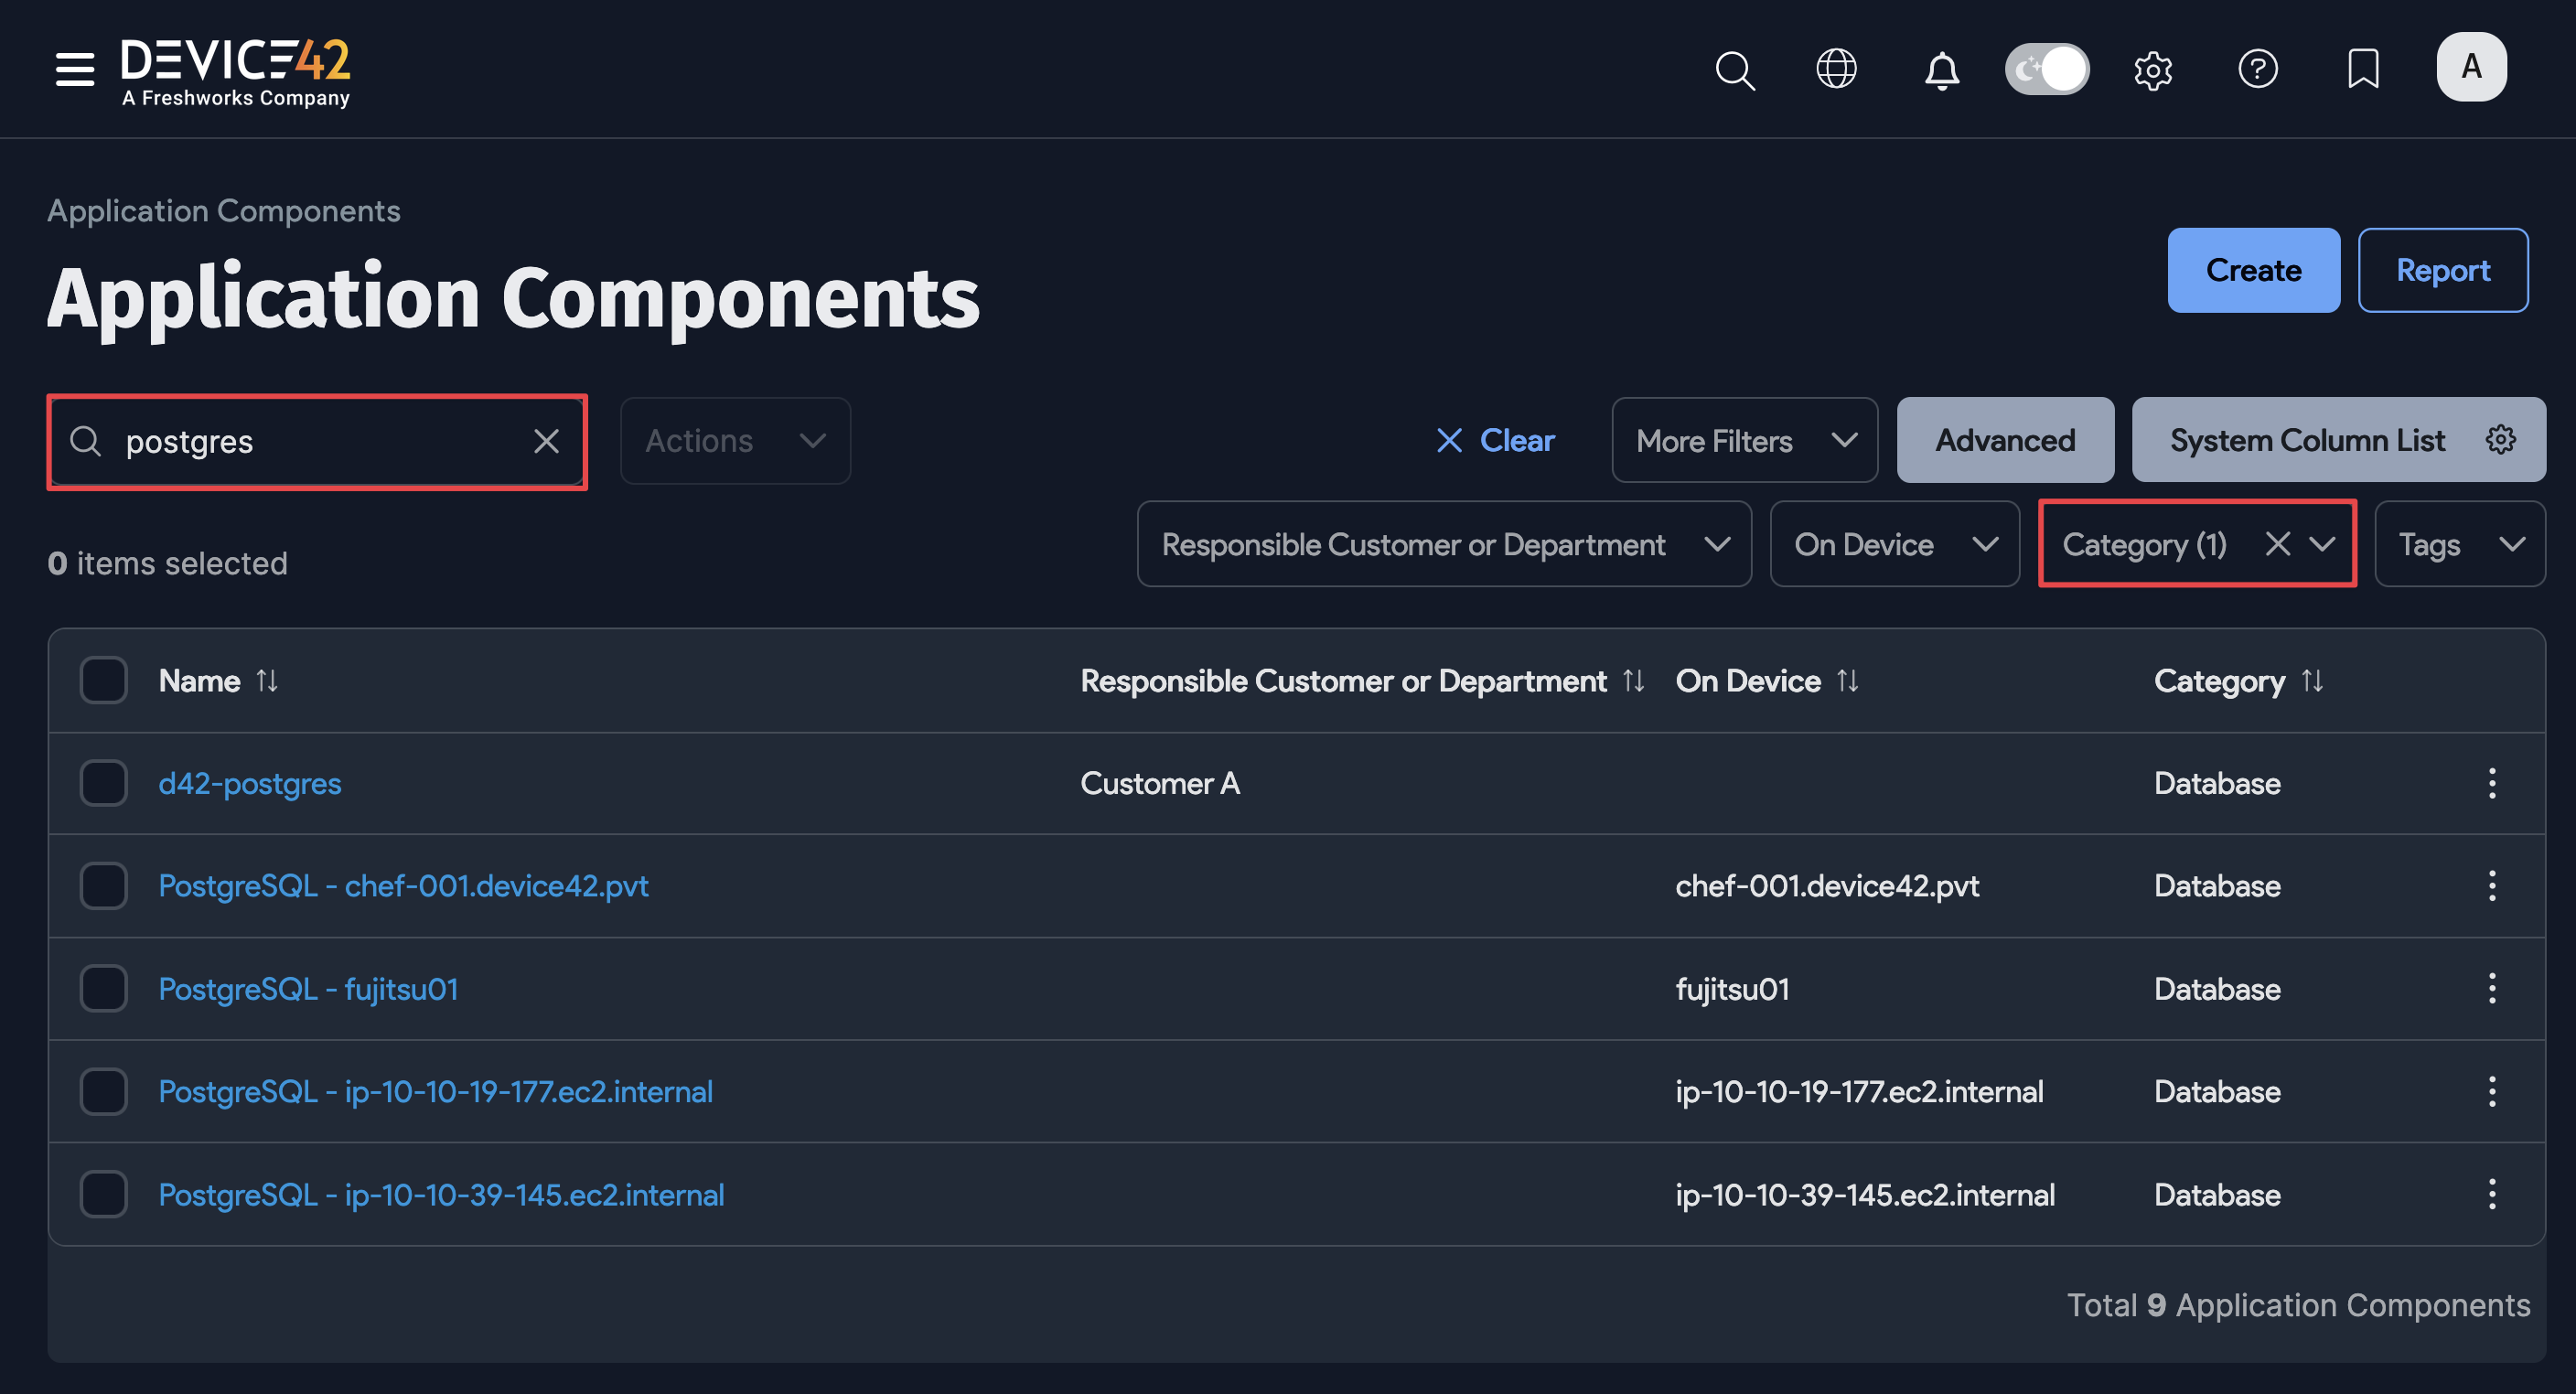 DEVICE42
A Freshworks Company
A
Application Components
Application Components
Create
Report
postgres
Actions
Clear
More Filters
Advanced
System Column List
0 items selected
Responsible Customer or Department
On Device
Category (1)
Tags
Name Responsible Customer or Department On Device Category
d42-postgres Customer A Database
PostgreSQL - chef-001.device42.pvt chef-001.device42.pvt Database
PostgreSQL - fujitsu01 fujitsu01 Database
PostgreSQL - ip-10-10-19-177.ec2.internal ip-10-10-19-177.ec2.internal Database
PostgreSQL - ip-10-10-39-145.ec2.internal ip-10-10-39-145.ec2.internal Database
Total 9 Application Components